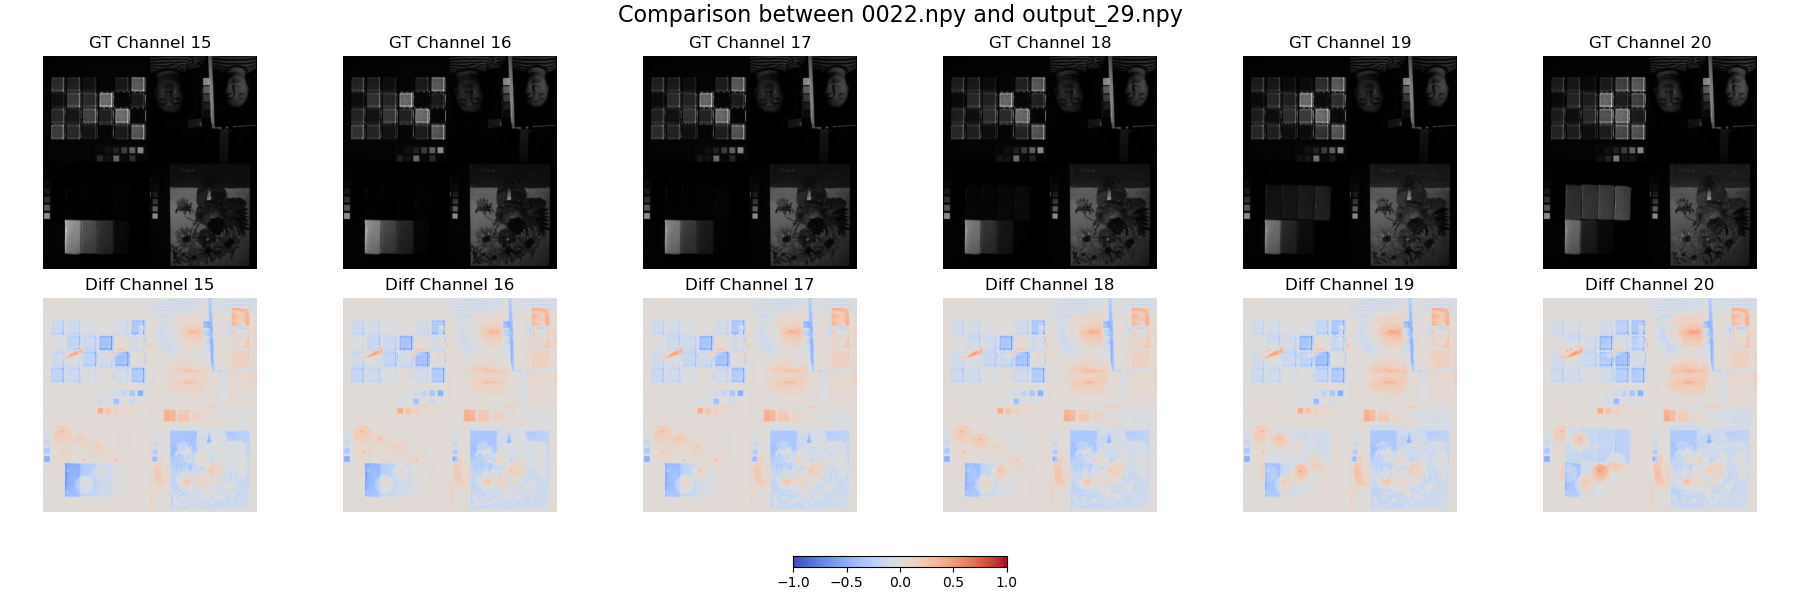 Comparison between 0022.npy and output_29.npy
GT Channel 15
GT Channel 16
GT Channel 17
GT Channel 18
GT Channel 19
GT Channel 20
Diff Channel 15
Diff Channel 16
Diff Channel 17
Diff Channel 18
Diff Channel 19
Diff Channel 20
−1.0 −0.5 0.0 0.5 1.0